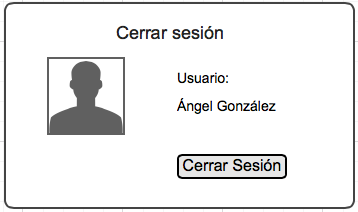 Cerrar sesión
Usuario:
Ángel González
Cerrar Sesión